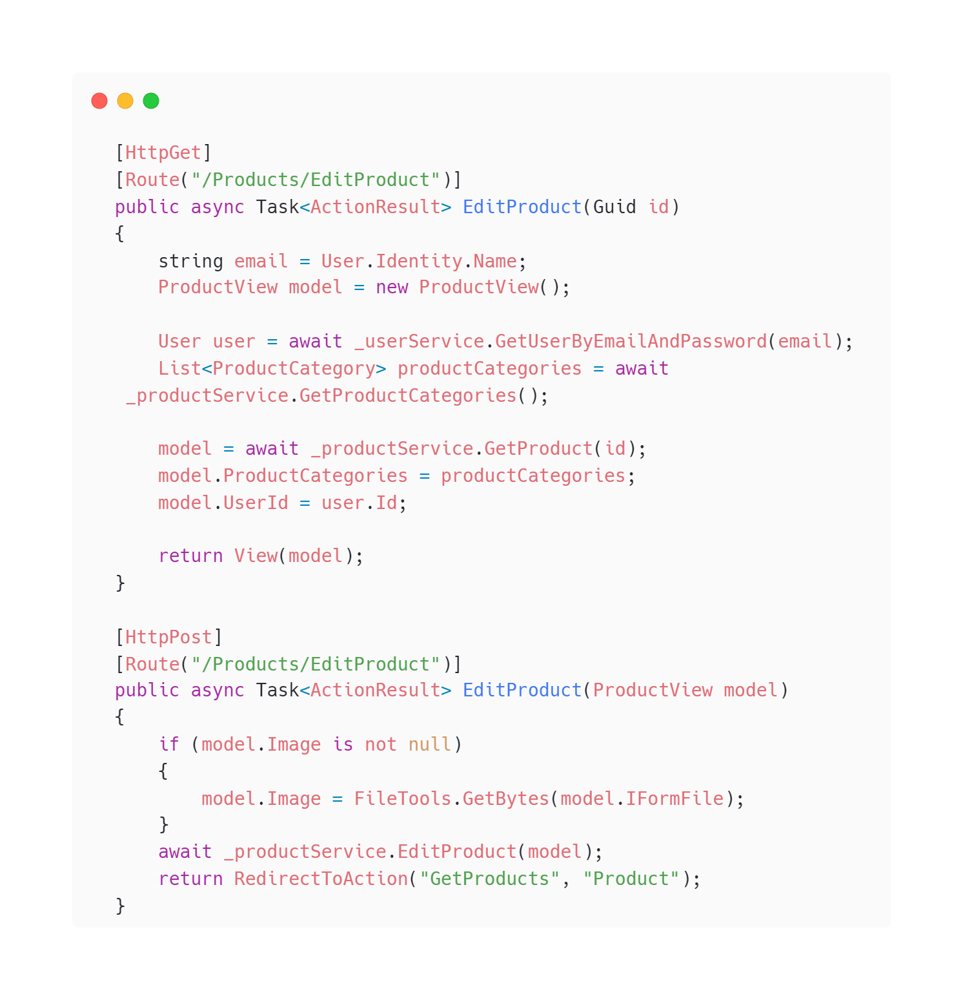 [HttpGet]
[Route("/Products/EditProduct")]
public async Task<ActionResult> EditProduct(Guid id)
{
    string email = User.Identity.Name;
    ProductView model = new ProductView();

    User user = await _userService.GetUserByEmailAndPassword(email);
    List<ProductCategory> productCategories = await
 _productService.GetProductCategories();

    model = await _productService.GetProduct(id);
    model.ProductCategories = productCategories;
    model.UserId = user.Id;

    return View(model);
}

[HttpPost]
[Route("/Products/EditProduct")]
public async Task<ActionResult> EditProduct(ProductView model)
{
    if (model.Image is not null)
    {
        model.Image = FileTools.GetBytes(model.IFormFile);
    }
    await _productService.EditProduct(model);
    return RedirectToAction("GetProducts", "Product");
}